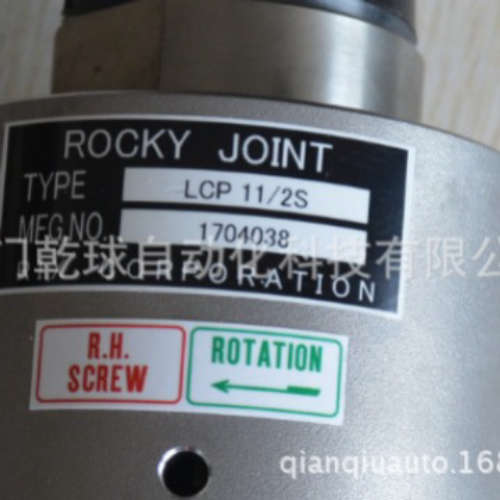 ROCKY JOINT
TYPE LCP 11/2S
MFG.NO. 1704038
门乾球自动化科技有限公
CORPORATION
R.H.
SCREW
ROTATION
qianqiuauto.168